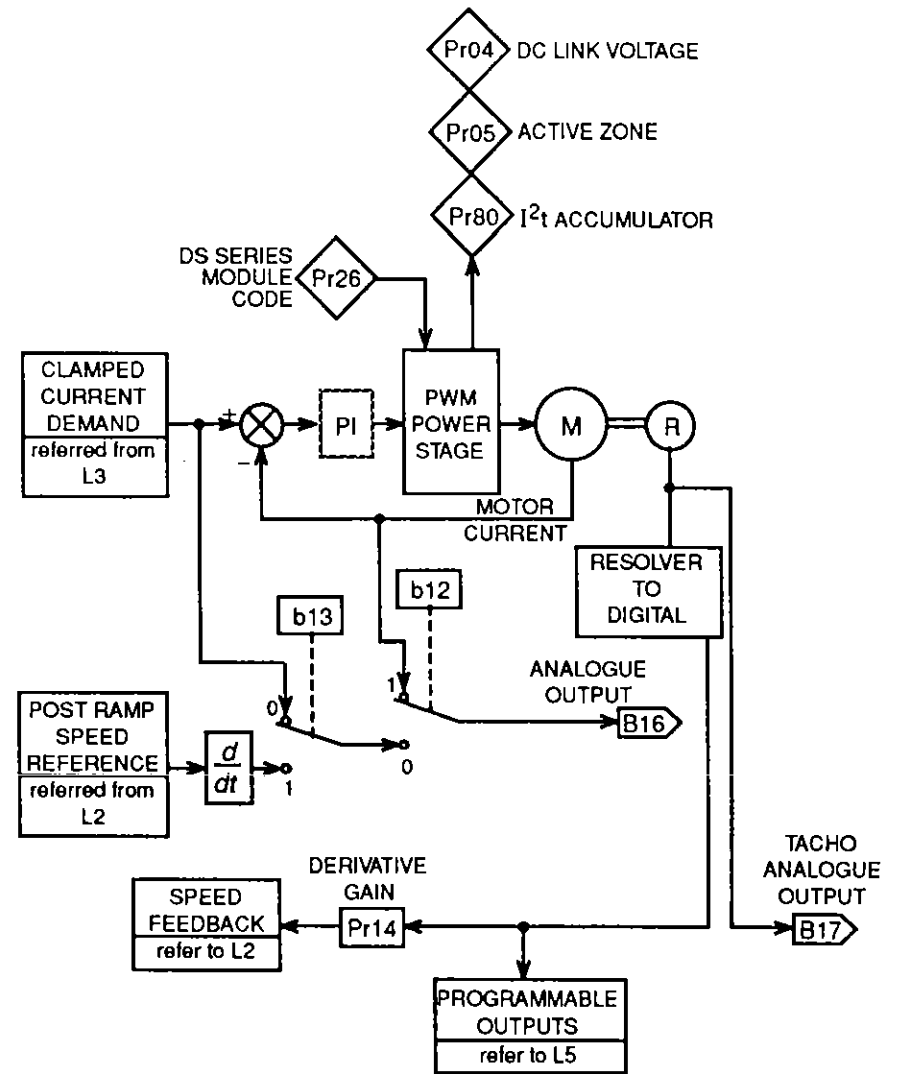 Pr04
DC LINK VOLTAGE
Pr05
ACTIVE ZONE
Pr80
I²t ACCUMULATOR
DS SERIES
MODULE
CODE
Pr26
CLAMPED
CURRENT
DEMAND
referred from
L3
+
−
PI
PWM
POWER
STAGE
M
R
MOTOR
CURRENT
RESOLVER
TO
DIGITAL
b13
b12
1
ANALOGUE
OUTPUT
B16
0
0
POST RAMP
SPEED
REFERENCE
referred from
L2
d
dt
1
TACHO
ANALOGUE
OUTPUT
B17
DERIVATIVE
GAIN
SPEED
FEEDBACK
refer to L2
Pr14
PROGRAMMABLE
OUTPUTS
refer to L5